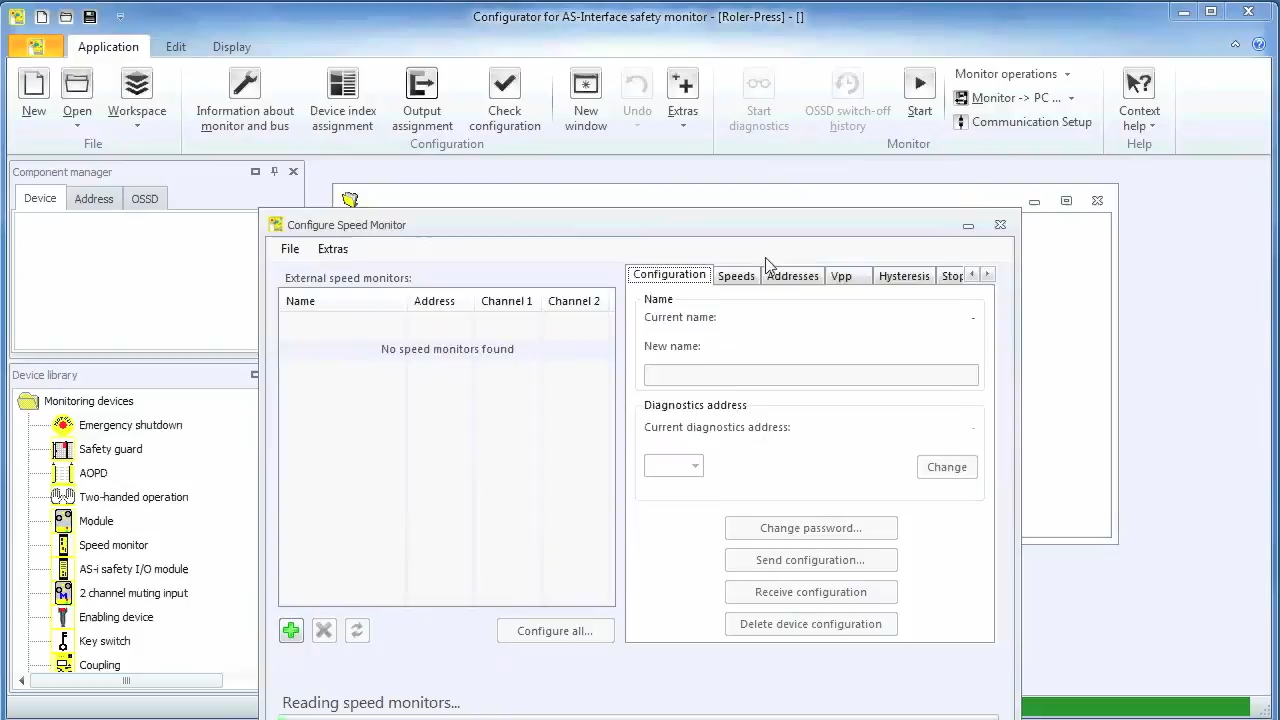 Configurator for AS-Interface safety monitor - [Roler-Press] - []
Application
Edit
Display
New
Open
Workspace
File
Information about
monitor and bus
Device index
assignment
Output
assignment
Check
configuration
Configuration
New
window
Undo
Extras
Start
diagnostics
OSSD switch-off
history
Start
Monitor operations
Monitor -> PC ...
Communication Setup
Monitor
Context
help
Help
Component manager
Device
Address
OSSD
Configure Speed Monitor
File
Extras
External speed monitors:
Name
Address
Channel 1
Channel 2
No speed monitors found
Configure all...
Reading speed monitors...
Configuration
Speeds
Addresses
Vpp
Hysteresis
Stop
Name
Current name:
-
New name:
Diagnostics address
Current diagnostics address:
-
Change
Change password...
Send configuration...
Receive configuration
Delete device configuration
Device library
Monitoring devices
Emergency shutdown
Safety guard
AOPD
Two-handed operation
Module
Speed monitor
AS-i safety I/O module
2 channel muting input
Enabling device
Key switch
Coupling